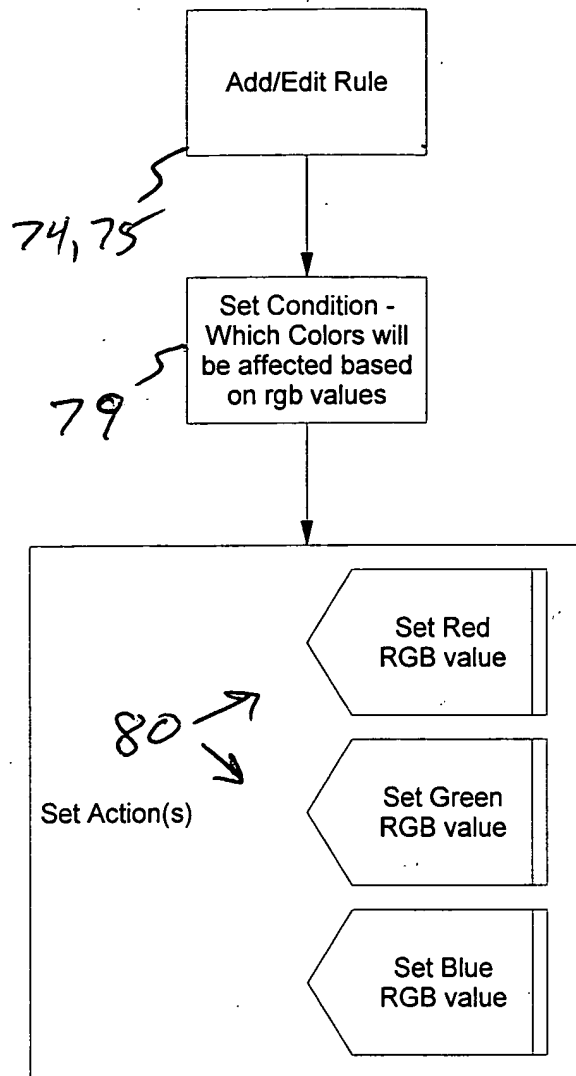 Add/Edit Rule
74, 75
Set Condition -
Which Colors will
be affected based
on rgb values
79
Set Red
RGB value
80
Set Action(s)
Set Green
RGB value
Set Blue
RGB value